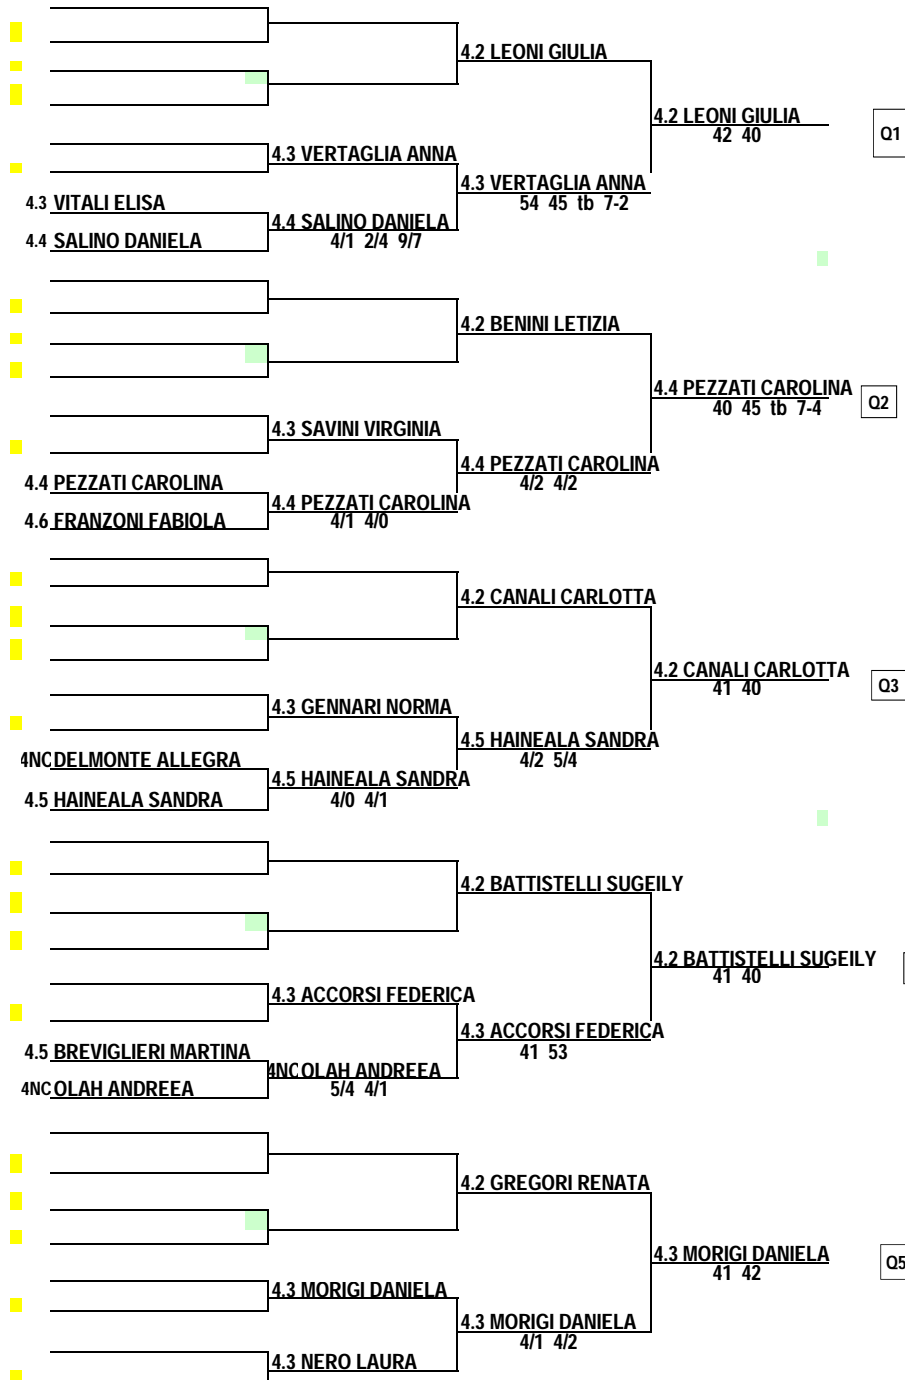 4.2 LEONI GIULIA
4.2 LEONI GIULIA
42 40
Q1
4.3 VERTAGLIA ANNA
4.3 VERTAGLIA ANNA
54 45 tb 7-2
4.3 VITALI ELISA
4.4 SALINO DANIELA
4/1 2/4 9/7
4.4 SALINO DANIELA
4.2 BENINI LETIZIA
4.4 PEZZATI CAROLINA
40 45 tb 7-4
Q2
4.3 SAVINI VIRGINIA
4.4 PEZZATI CAROLINA
4/2 4/2
4.4 PEZZATI CAROLINA
4.4 PEZZATI CAROLINA
4/1 4/0
4.6 FRANZONI FABIOLA
4.2 CANALI CARLOTTA
4.2 CANALI CARLOTTA
41 40
Q3
4.3 GENNARI NORMA
4.5 HAINEALA SANDRA
4/2 5/4
4NC DELMONTE ALLEGRA
4.5 HAINEALA SANDRA
4/0 4/1
4.5 HAINEALA SANDRA
4.2 BATTISTELLI SUGEILY
4.2 BATTISTELLI SUGEILY
41 40
4.3 ACCORSI FEDERICA
4.3 ACCORSI FEDERICA
41 53
4.5 BREVIGLIERI MARTINA
4NC OLAH ANDREEA
5/4 4/1
4NC OLAH ANDREEA
4.2 GREGORI RENATA
4.3 MORIGI DANIELA
41 42
Q5
4.3 MORIGI DANIELA
4.3 MORIGI DANIELA
4/1 4/2
4.3 NERO LAURA